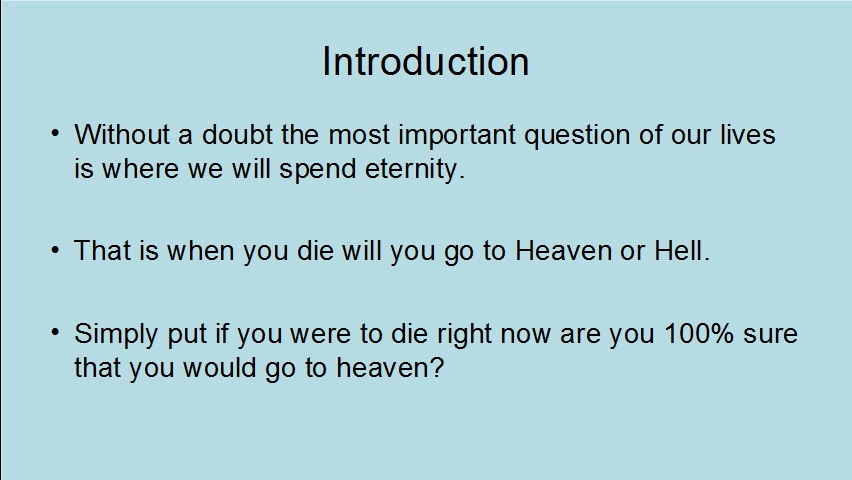 Introduction
• Without a doubt the most important question of our lives
is where we will spend eternity.
• That is when you die will you go to Heaven or Hell.
• Simply put if you were to die right now are you 100% sure
that you would go to heaven?